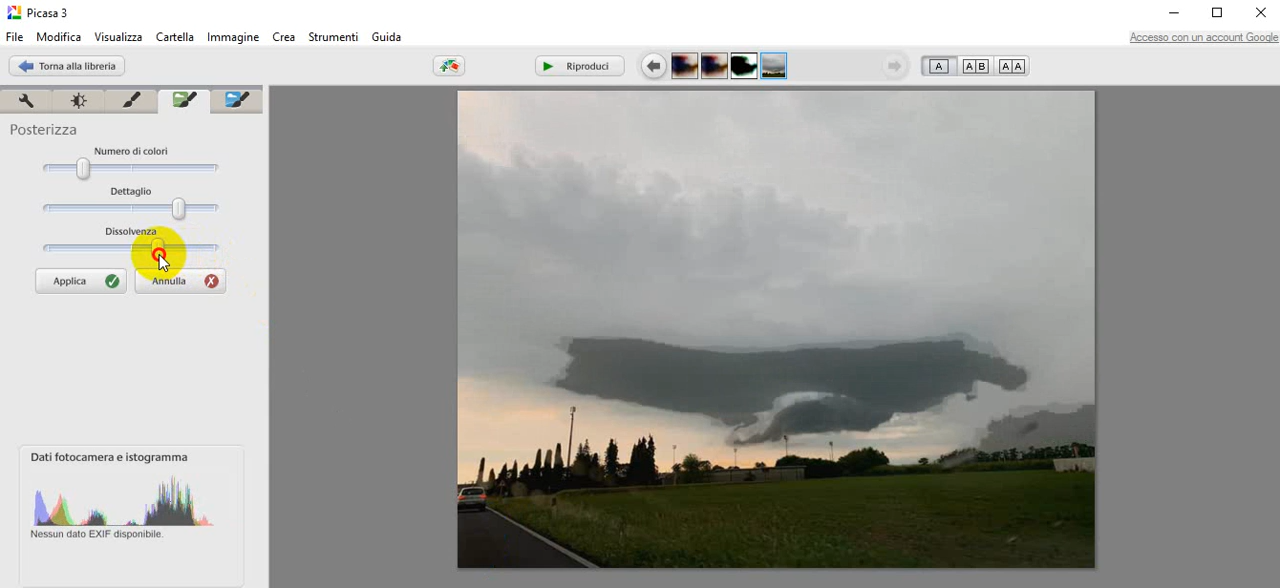 Picasa 3
File Modifica Visualizza Cartella Immagine Crea Strumenti Guida
Accesso con un account Google
Torna alla libreria
Riproduci
A A B A A
Posterizza
Numero di colori
Dettaglio
Dissolvenza
Applica Annulla
Dati fotocamera e istogramma
Nessun dato EXIF disponibile.